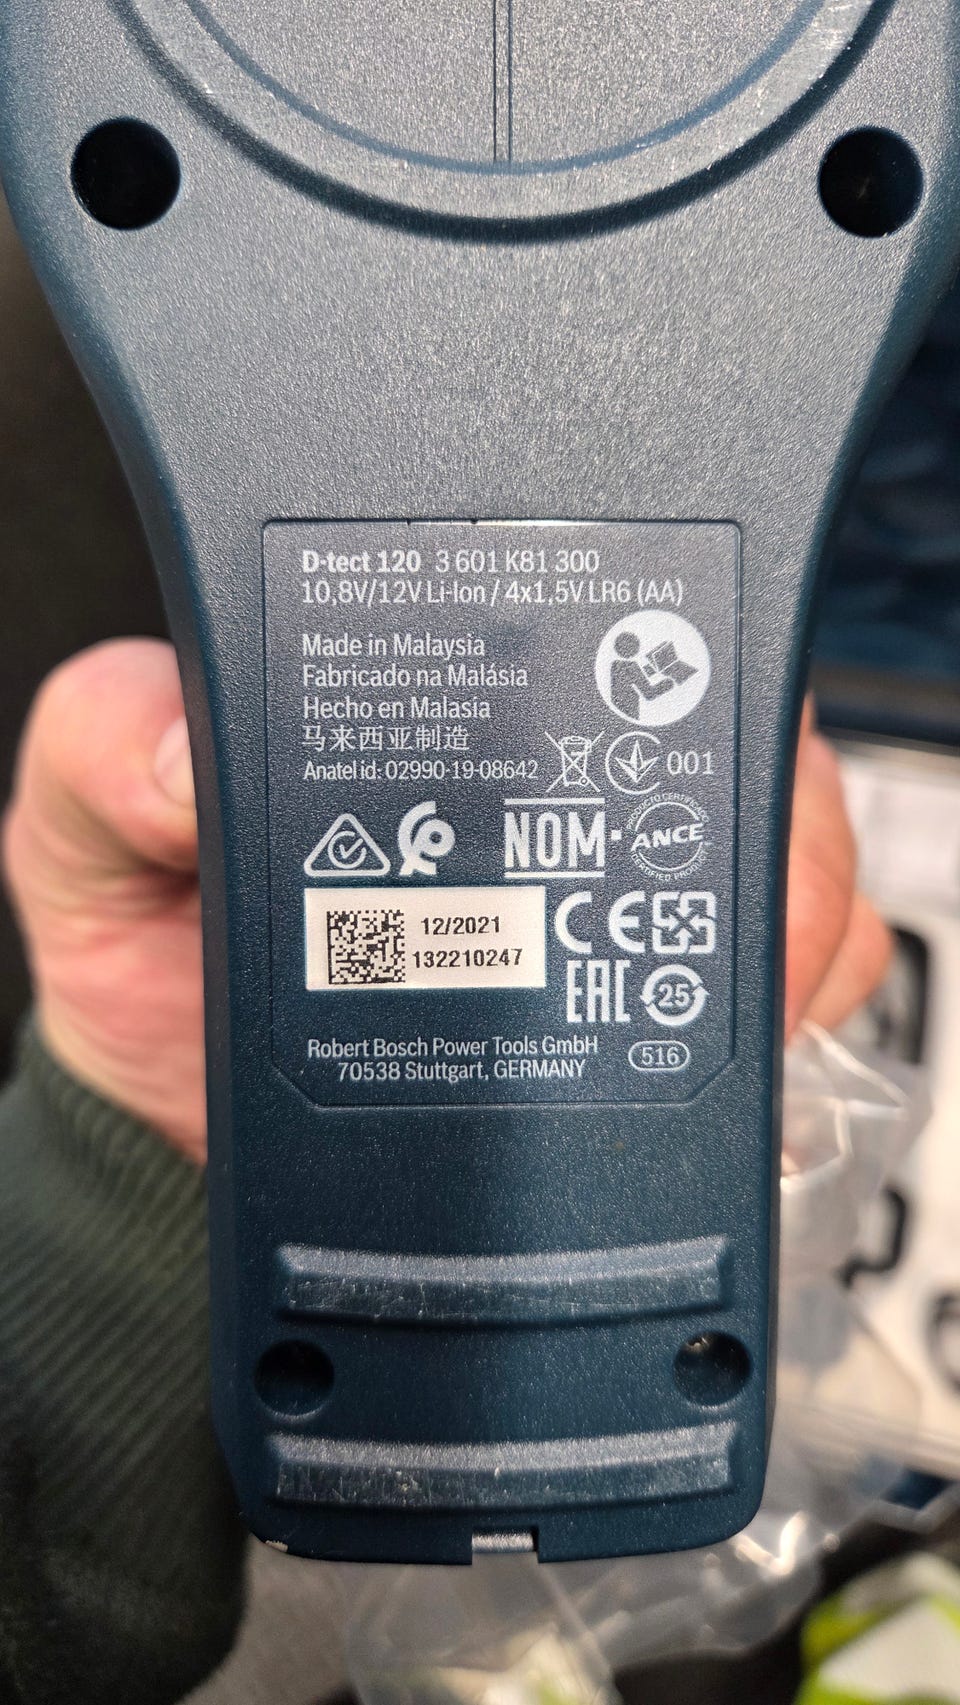 D-tect 120 3 601 K81 300
10,8V/12V Li-Ion / 4x1,5V LR6 (AA)
Made in Malaysia
Fabricado na Malásia
Hecho en Malasia
马来西亚制造
Anatel id: 02990-19-08642
001
NOM
ANCE
12/2021
132210247
CE
EAC
25
Robert Bosch Power Tools GmbH
516
70538 Stuttgart, GERMANY